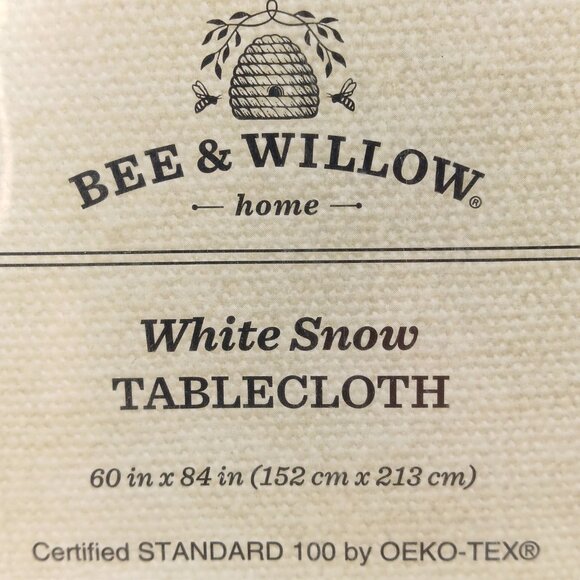 BEE & WILLOW®
home
White Snow
TABLECLOTH
60 in x 84 in (152 cm x 213 cm)
Certified STANDARD 100 by OEKO-TEX®